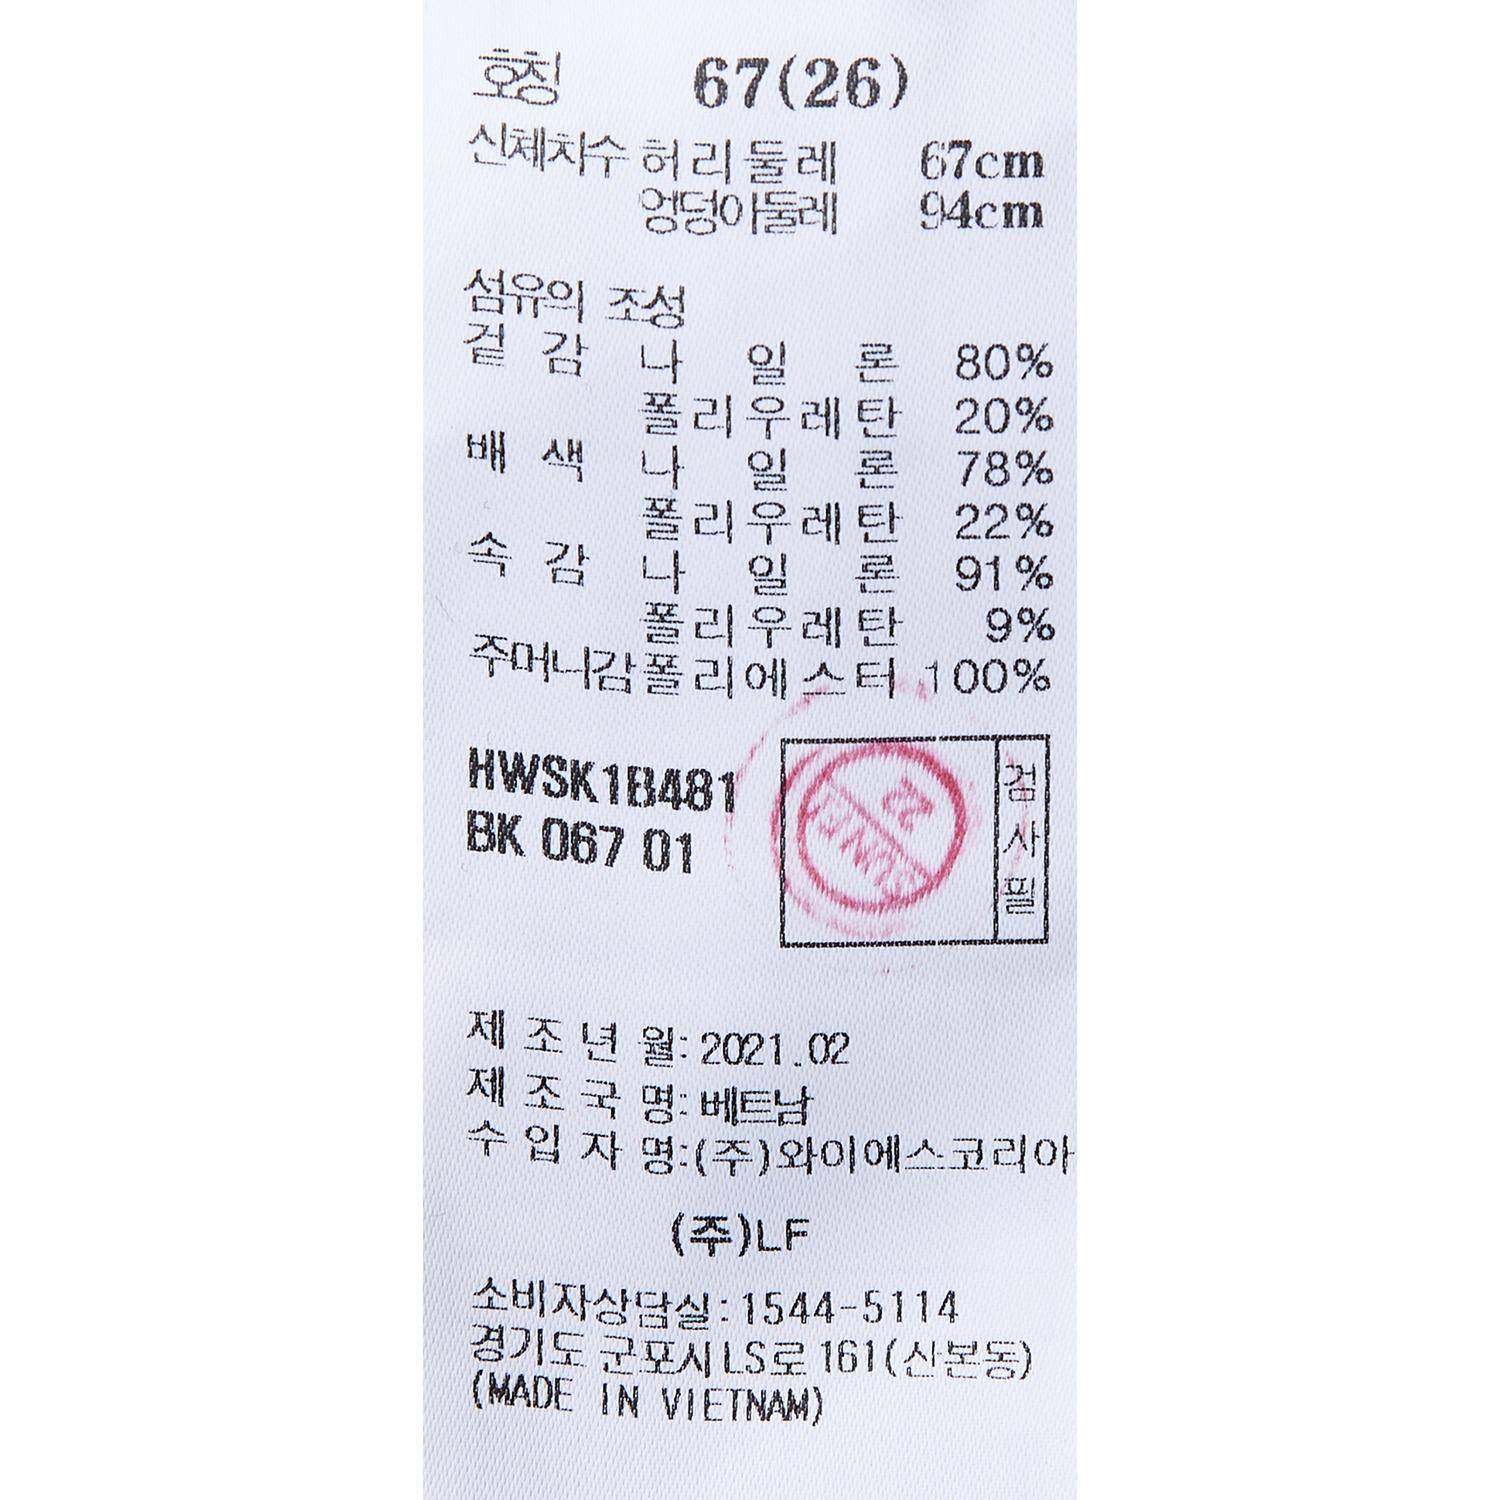 호칭 67(26)
신체치수 허리둘레 67cm
엉덩이둘레 94cm
섬유의 조성
겉감 나일론 80%
폴리우레탄 20%
배색 나일론 78%
폴리우레탄 22%
속감 나일론 91%
폴리우레탄 9%
주머니감 폴리에스터 100%
HWSK1B481
BK 067 01
22
검사필
제조년월: 2021.02
제조국명: 베트남
수입자명:(주)와이에스코리아
(주)LF
소비자상담실: 1544-5114
경기도 군포시 LS로 161(산본동)
(MADE IN VIETNAM)